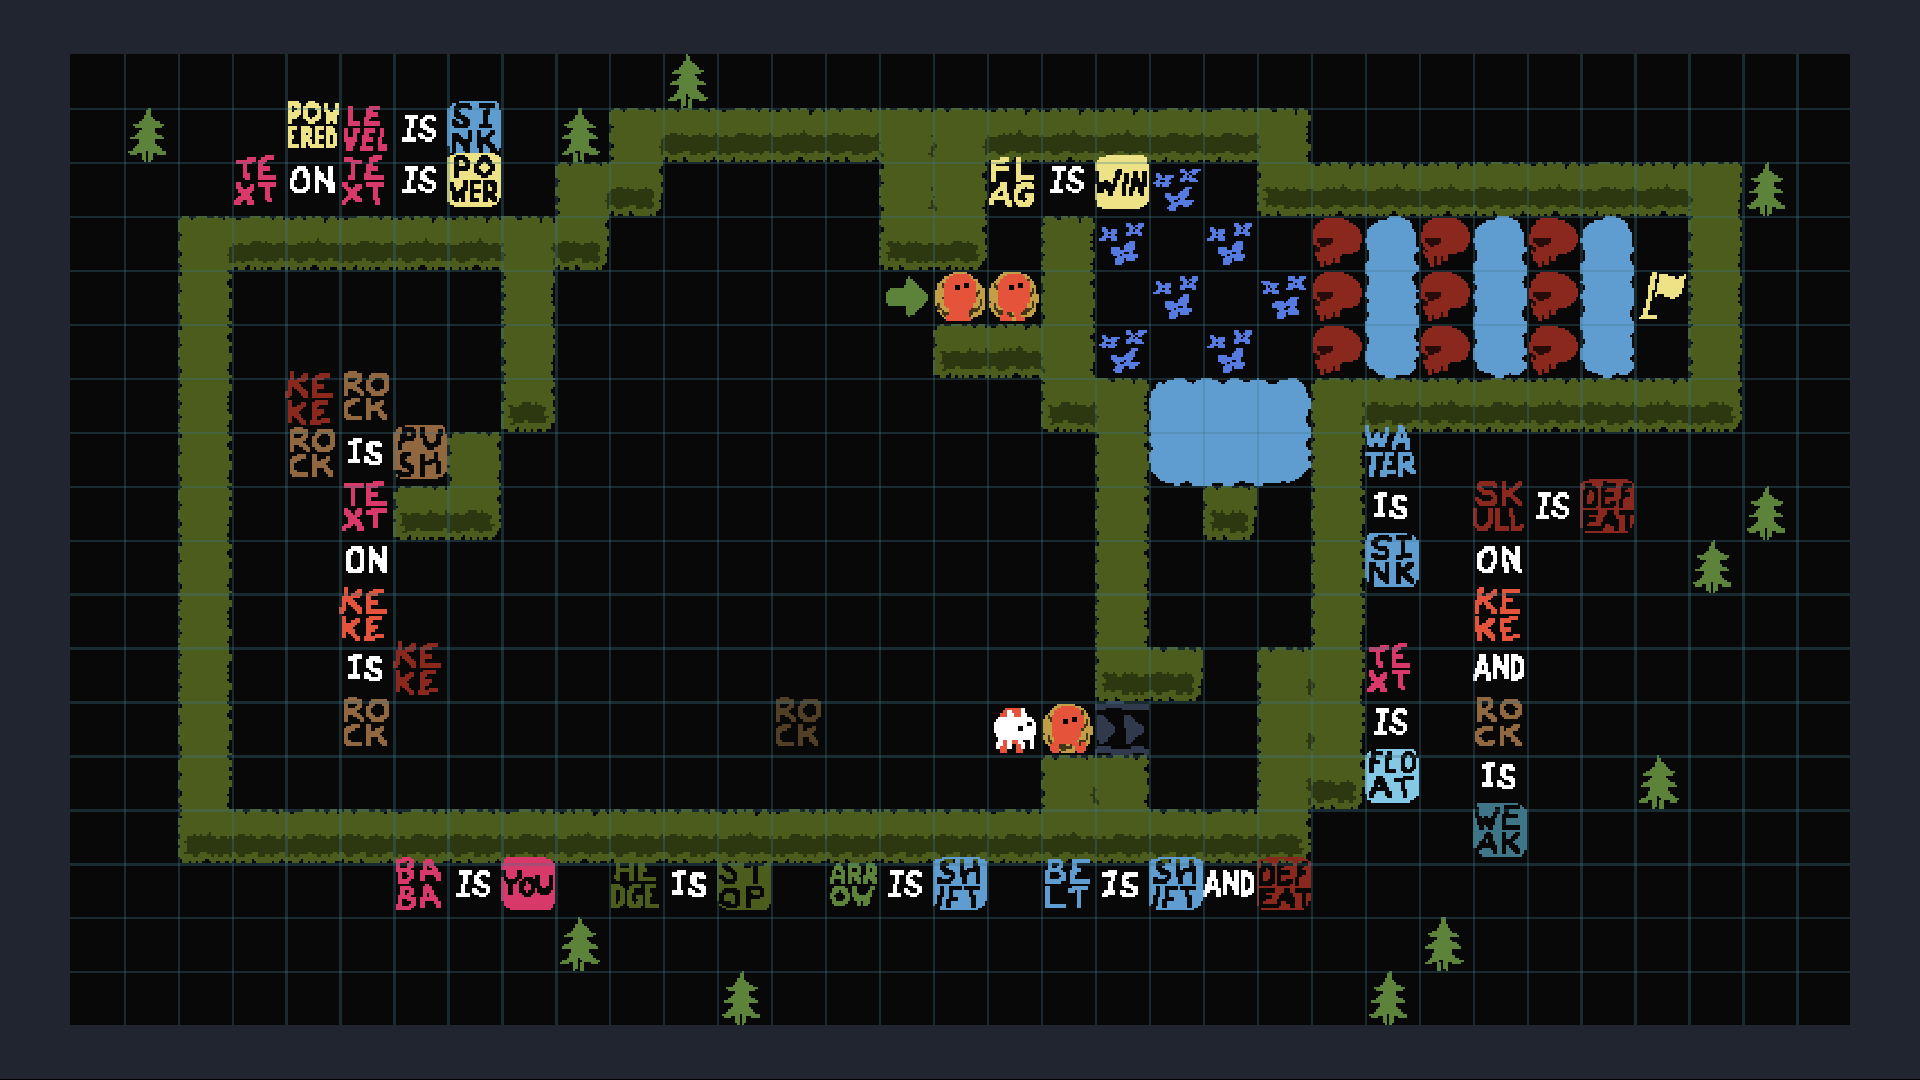 POWERED LEVEL IS SINK
TEXT ON TEXT IS POWER
FLAG IS WIN
KEKE ROCK
ROCK IS PUSH
WATER
TEXT
IS
SKULL IS DEFEAT
ON
SINK
ON
KEKE
KEKE
IS KEKE
TEXT
AND
ROCK
ROCK
IS
ROCK
FLOAT
IS
WEAK
BABA IS YOU
HEDGE IS STOP
ARROW IS SHIFT
BELT IS SHIFT AND DEFEAT